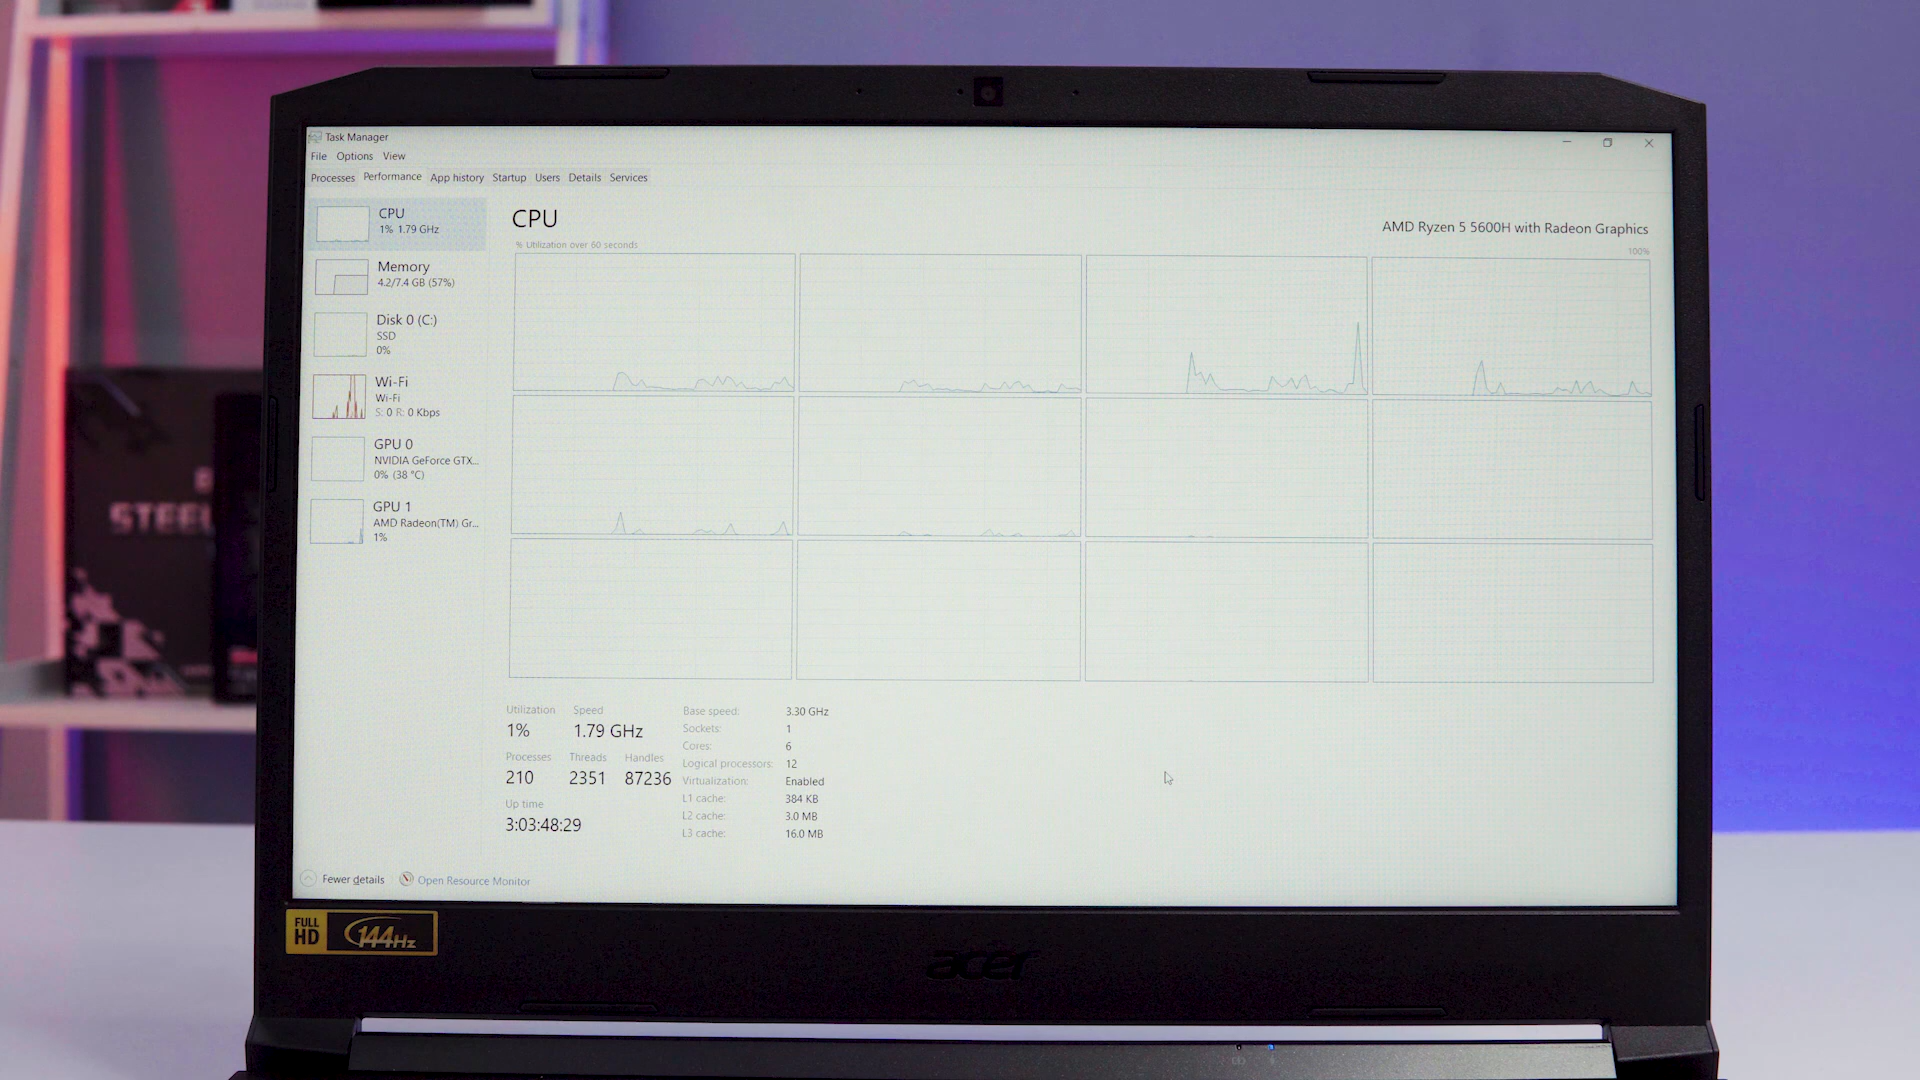 Task Manager
File Options View
Processes Performance App history Startup Users Details Services
CPU
1% 1.79 GHz
Memory
4.2/7.4 GB (57%)
Disk 0 (C:)
SSD
0%
Wi-Fi
Wi-Fi
S: 0 R: 0 Kbps
GPU 0
NVIDIA GeForce GTX...
0% (38 °C)
GPU 1
AMD Radeon(TM) Gr...
1%
CPU
AMD Ryzen 5 5600H with Radeon Graphics
% Utilization over 60 seconds
100%
Utilization Speed
1% 1.79 GHz
Processes Threads Handles
210 2351 87236
Up time
3:03:48:29
Base speed: 3.30 GHz
Sockets: 1
Cores: 6
Logical processors: 12
Virtualization: Enabled
L1 cache: 384 KB
L2 cache: 3.0 MB
L3 cache: 16.0 MB
Fewer details Open Resource Monitor
FULL HD 144Hz
acer
STEEL